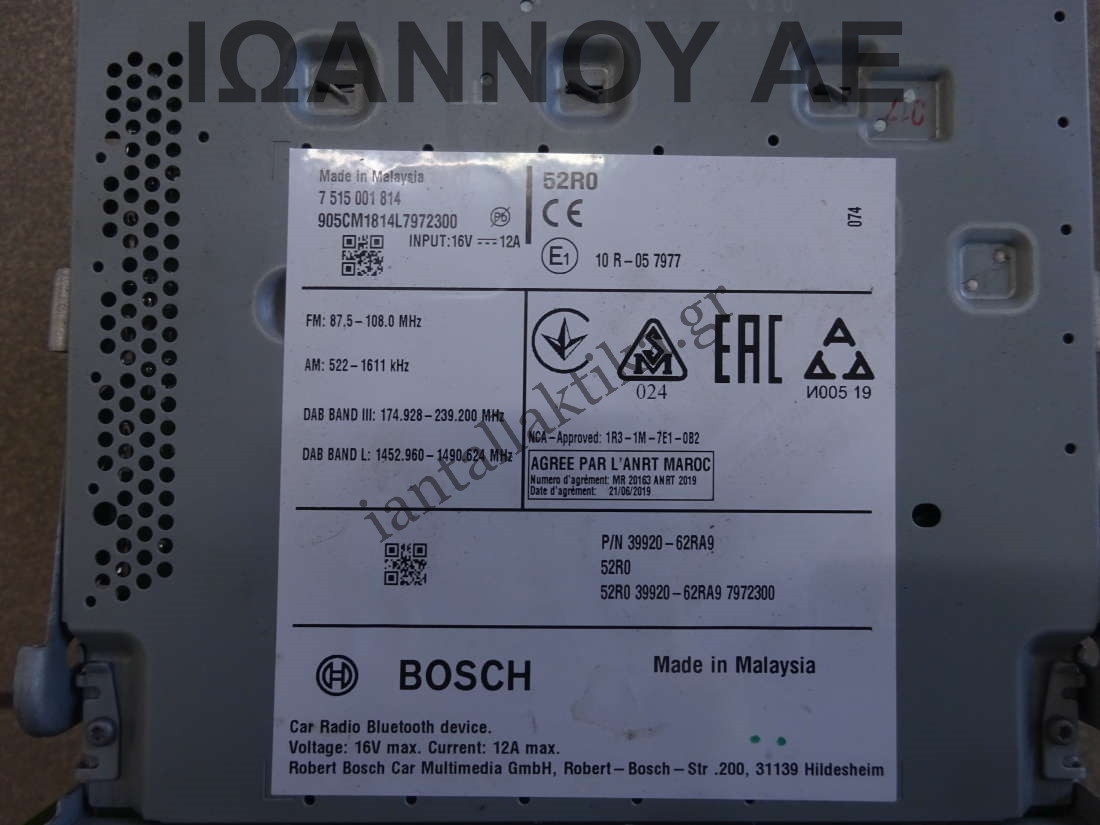 ΙΩΑΝΝΟΥ ΑΕ
Made in Malaysia
7 515 001 814
905CM1814L7972300
Pb
INPUT:16V 12A
52R0
CE
E1
10 R-05 7977
074
FM: 87.5-108.0 MHz
AM: 522-1611 kHz
DAB BAND III: 174.928-239.200 MHz
DAB BAND L: 1452.960-1490.624 MHz
SM
024
EAC
И005 19
NCA-Approved: 1R3-1M-7E1-0B2
AGREE PAR L'ANRT MAROC
Numero d'agrément: MR 20163 ANRT 2019
Date d'agrément: 21/06/2019
iantallaktika.gr
P/N 39920-62RA9
52R0
52R0 39920-62RA9 7972300
BOSCH
Made in Malaysia
Car Radio Bluetooth device.
Voltage: 16V max. Current: 12A max.
Robert Bosch Car Multimedia GmbH, Robert-Bosch-Str .200, 31139 Hildesheim